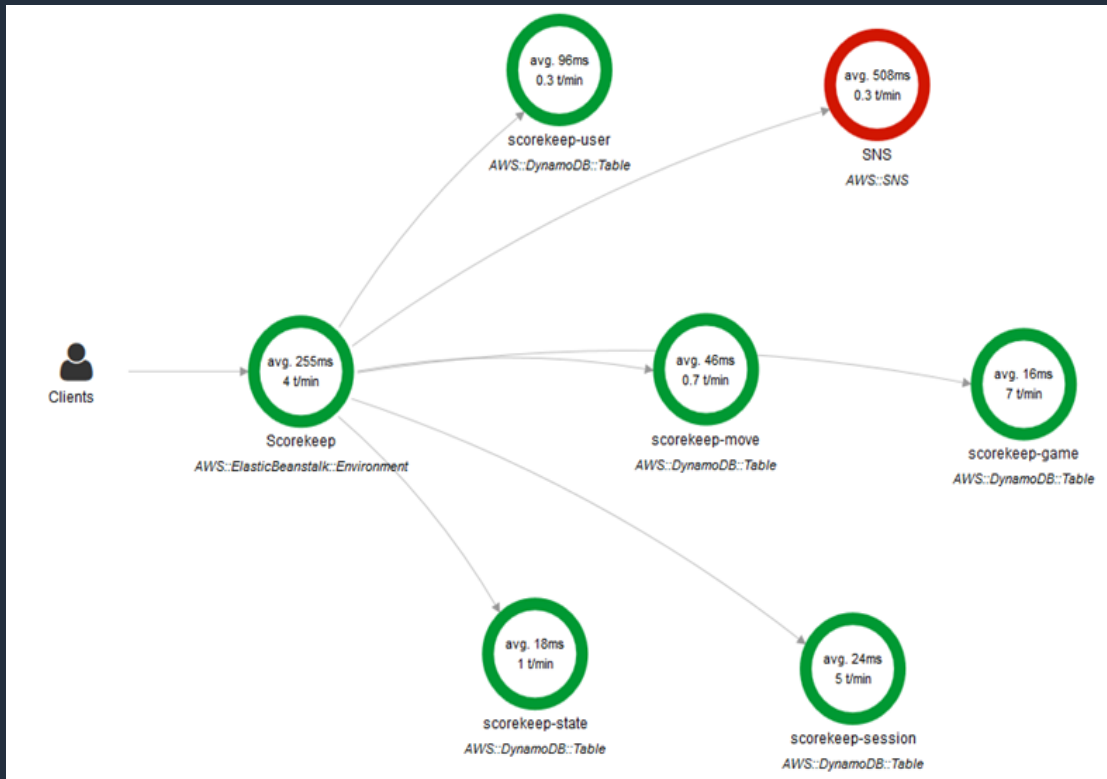 avg. 96ms
0.3 t/min
scorekeep-user
AWS::DynamoDB::Table
avg. 508ms
0.3 t/min
SNS
AWS::SNS
Clients
avg. 255ms
4 t/min
Scorekeep
AWS::ElasticBeanstalk::Environment
avg. 46ms
0.7 t/min
scorekeep-move
AWS::DynamoDB::Table
avg. 16ms
7 t/min
scorekeep-game
AWS::DynamoDB::Table
avg. 18ms
1 t/min
scorekeep-state
AWS::DynamoDB::Table
avg. 24ms
5 t/min
scorekeep-session
AWS::DynamoDB::Table